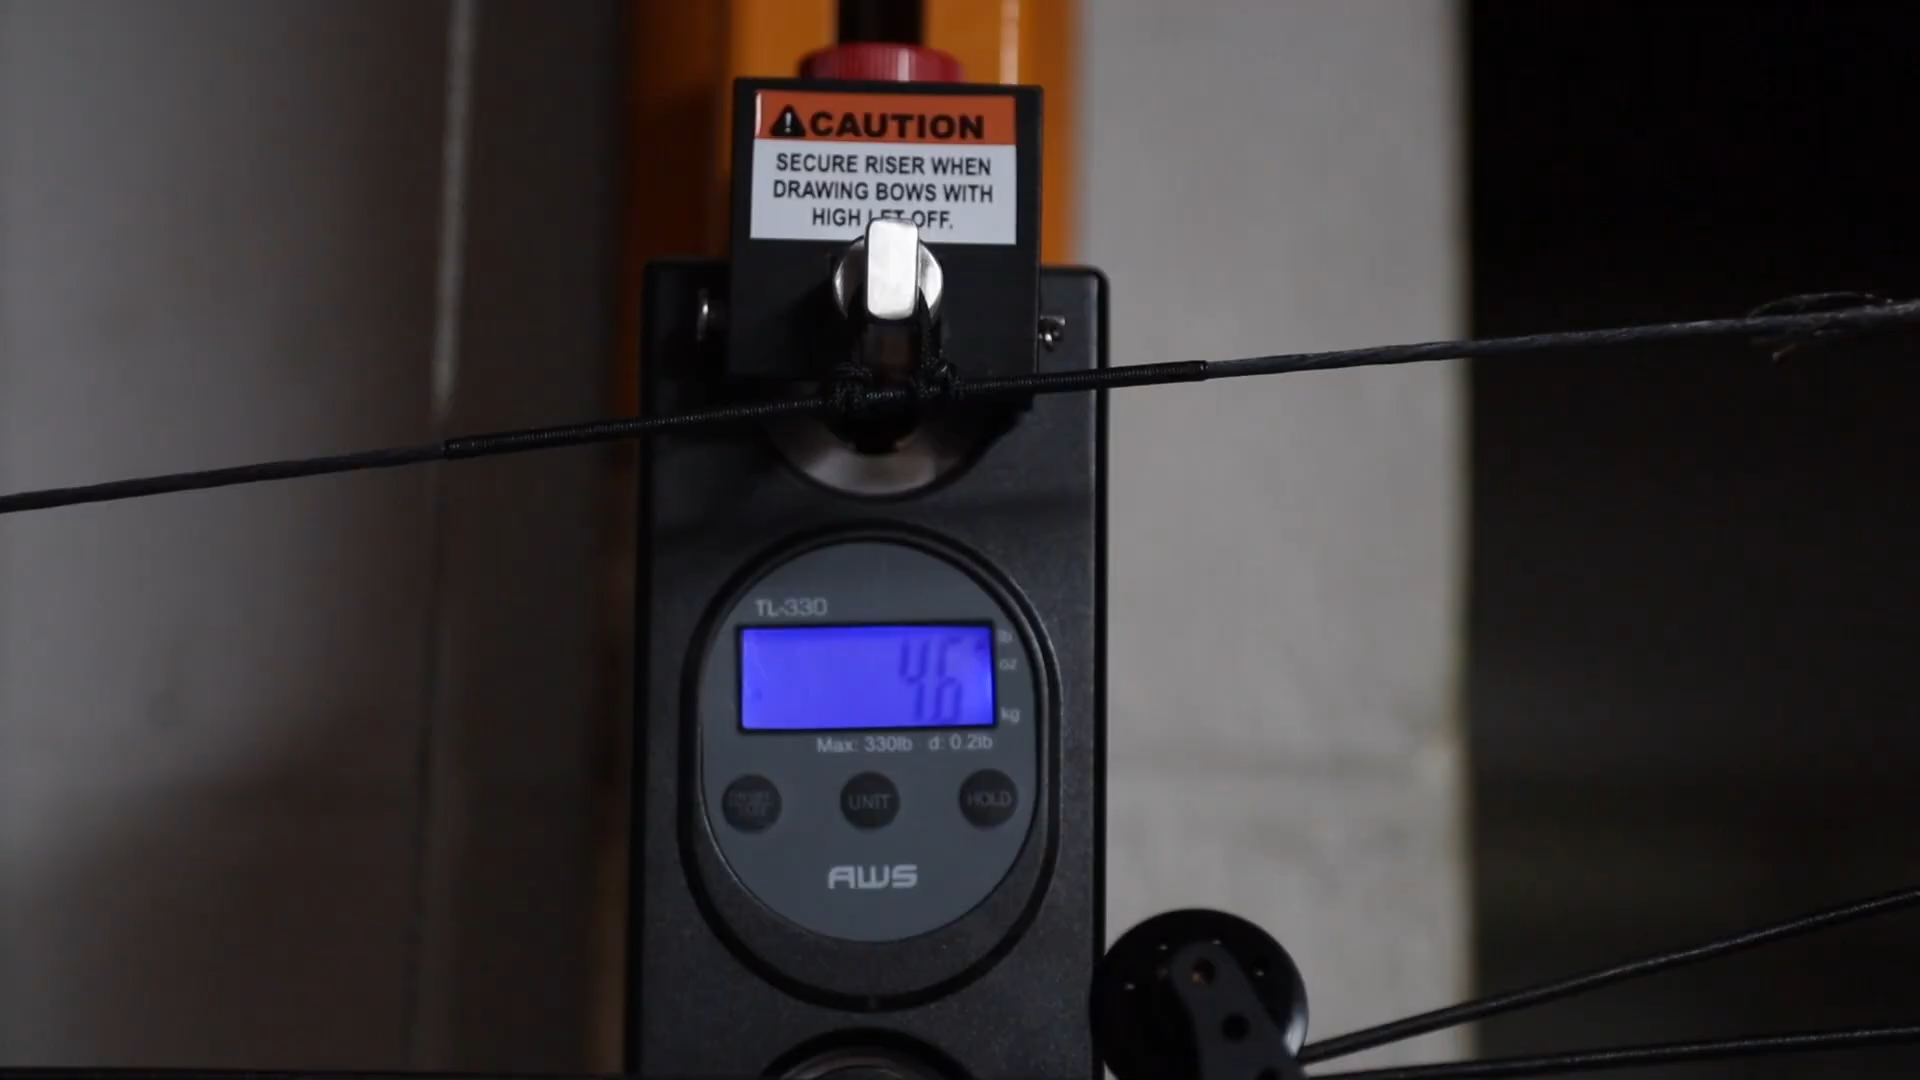 CAUTION
SECURE RISER WHEN
DRAWING BOWS WITH
HIGH LET OFF.
TL-330
46
lb
oz
kg
Max: 330lb d: 0.2lb
UNIT
HOLD
AWS